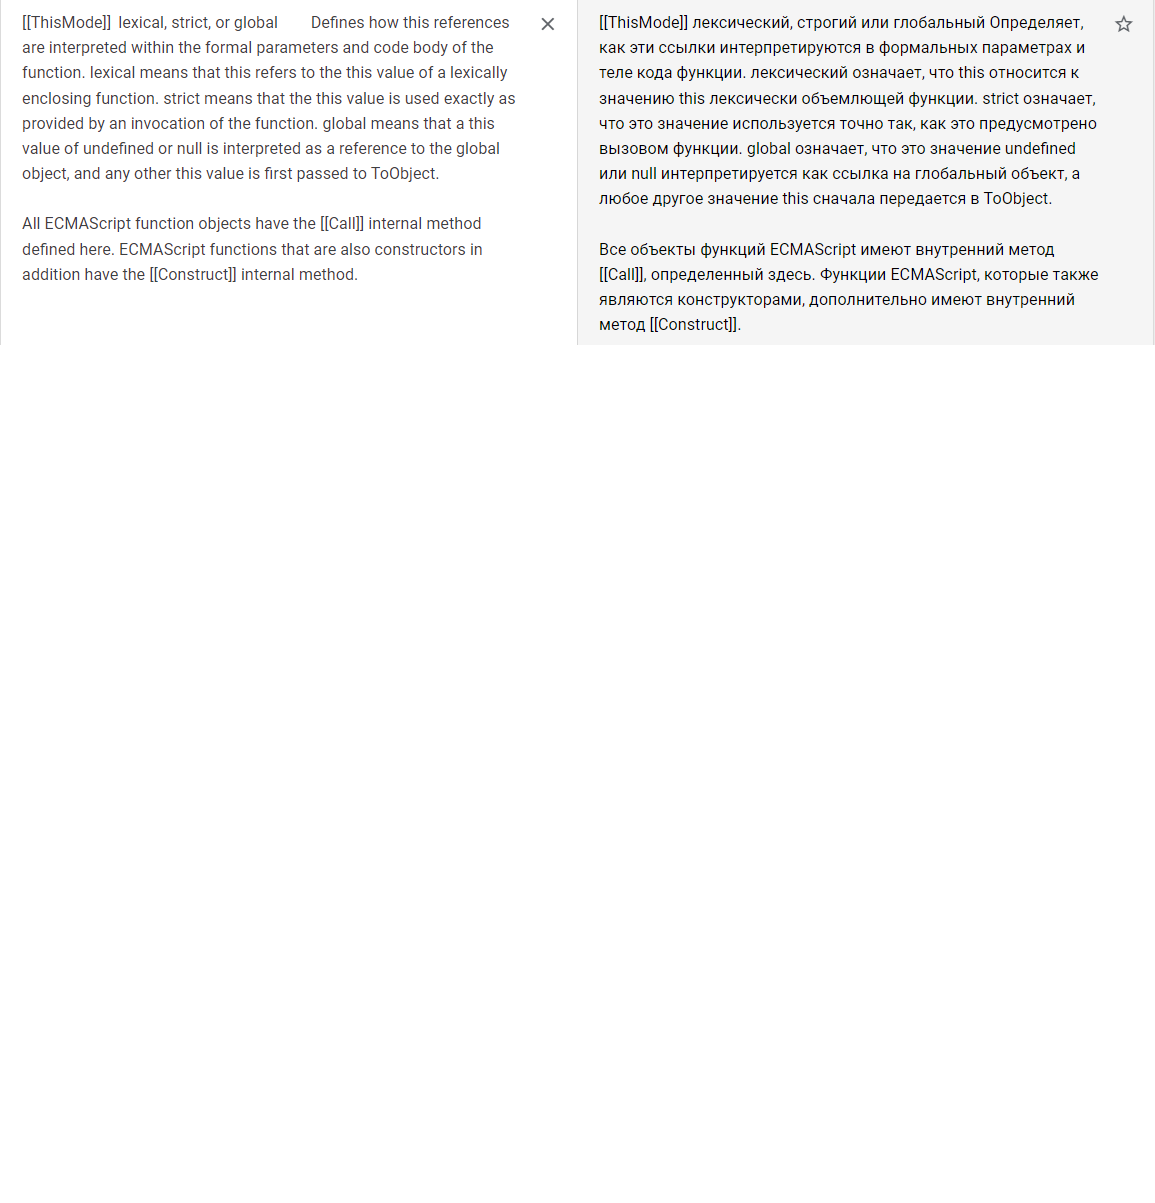 [[ThisMode]] lexical, strict, or global Defines how this references
are interpreted within the formal parameters and code body of the
function. lexical means that this refers to the this value of a lexically
enclosing function. strict means that the this value is used exactly as
provided by an invocation of the function. global means that a this
value of undefined or null is interpreted as a reference to the global
object, and any other this value is first passed to ToObject.
All ECMAScript function objects have the [[Call]] internal method
defined here. ECMAScript functions that are also constructors in
addition have the [[Construct]] internal method.
[[ThisMode]] лексический, строгий или глобальный Определяет,
как эти ссылки интерпретируются в формальных параметрах и
теле кода функции. лексический означает, что this относится к
значению this лексически объемлющей функции. strict означает,
что это значение используется точно так, как это предусмотрено
вызовом функции. global означает, что это значение undefined
или null интерпретируется как ссылка на глобальный объект, а
любое другое значение this сначала передается в ToObject.
Все объекты функций ECMAScript имеют внутренний метод
[[Call]], определенный здесь. Функции ECMAScript, которые также
являются конструкторами, дополнительно имеют внутренний
метод [[Construct]].